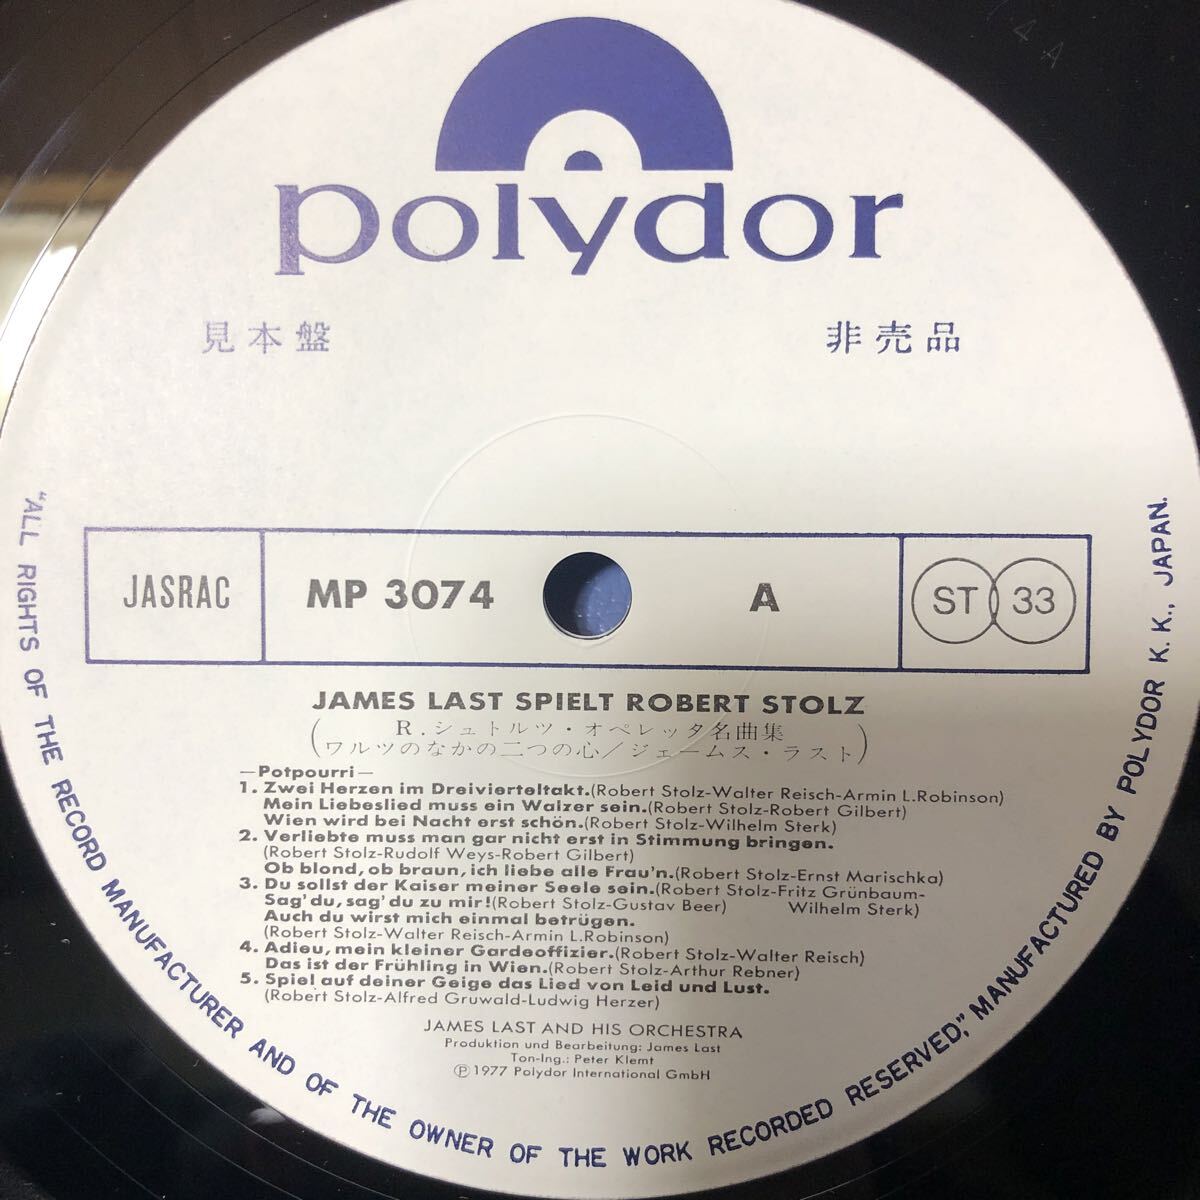 polydor
見本盤 非売品
JASRAC MP 3074 A ST 33
JAMES LAST SPIELT ROBERT STOLZ
(R.シュトルツ・オペレッタ名曲集
ワルツのなかの二つの心/ジェームス・ラスト)
—Potpourri—
1. Zwei Herzen im Dreivierteltakt.(Robert Stolz-Walter Reisch-Armin L.Robinson)
Mein Liebeslied muss ein Walzer sein.(Robert Stolz-Robert Gilbert)
Wien wird bei Nacht erst schön.(Robert Stolz-Wilhelm Sterk)
2. Verliebte muss man gar nicht erst in Stimmung bringen.
(Robert Stolz-Rudolf Weys-Robert Gilbert)
Ob blond, ob braun, ich liebe alle Frau'n.(Robert Stolz-Ernst Marischka)
3. Du sollst der Kaiser meiner Seele sein.(Robert Stolz-Fritz Grünbaum-
Sag' du, sag' du zu mir!(Robert Stolz-Gustav Beer) Wilhelm Sterk)
Auch du wirst mich einmal betrügen.
(Robert Stolz-Walter Reisch-Armin L.Robinson)
4. Adieu, mein kleiner Gardeoffizier.(Robert Stolz-Walter Reisch)
Das ist der Frühling in Wien.(Robert Stolz-Arthur Rebner)
5. Spiel auf deiner Geige das Lied von Leid und Lust.
(Robert Stolz-Alfred Gruwald-Ludwig Herzer)
JAMES LAST AND HIS ORCHESTRA
Produktion und Bearbeitung: James Last
Ton-Ing.: Peter Klemt
Ⓟ 1977 Polydor International GmbH
"ALL RIGHTS OF THE RECORD MANUFACTURER AND OF THE OWNER OF THE WORK RECORDED RESERVED," MANUFACTURED BY POLYDOR K.K., JAPAN.